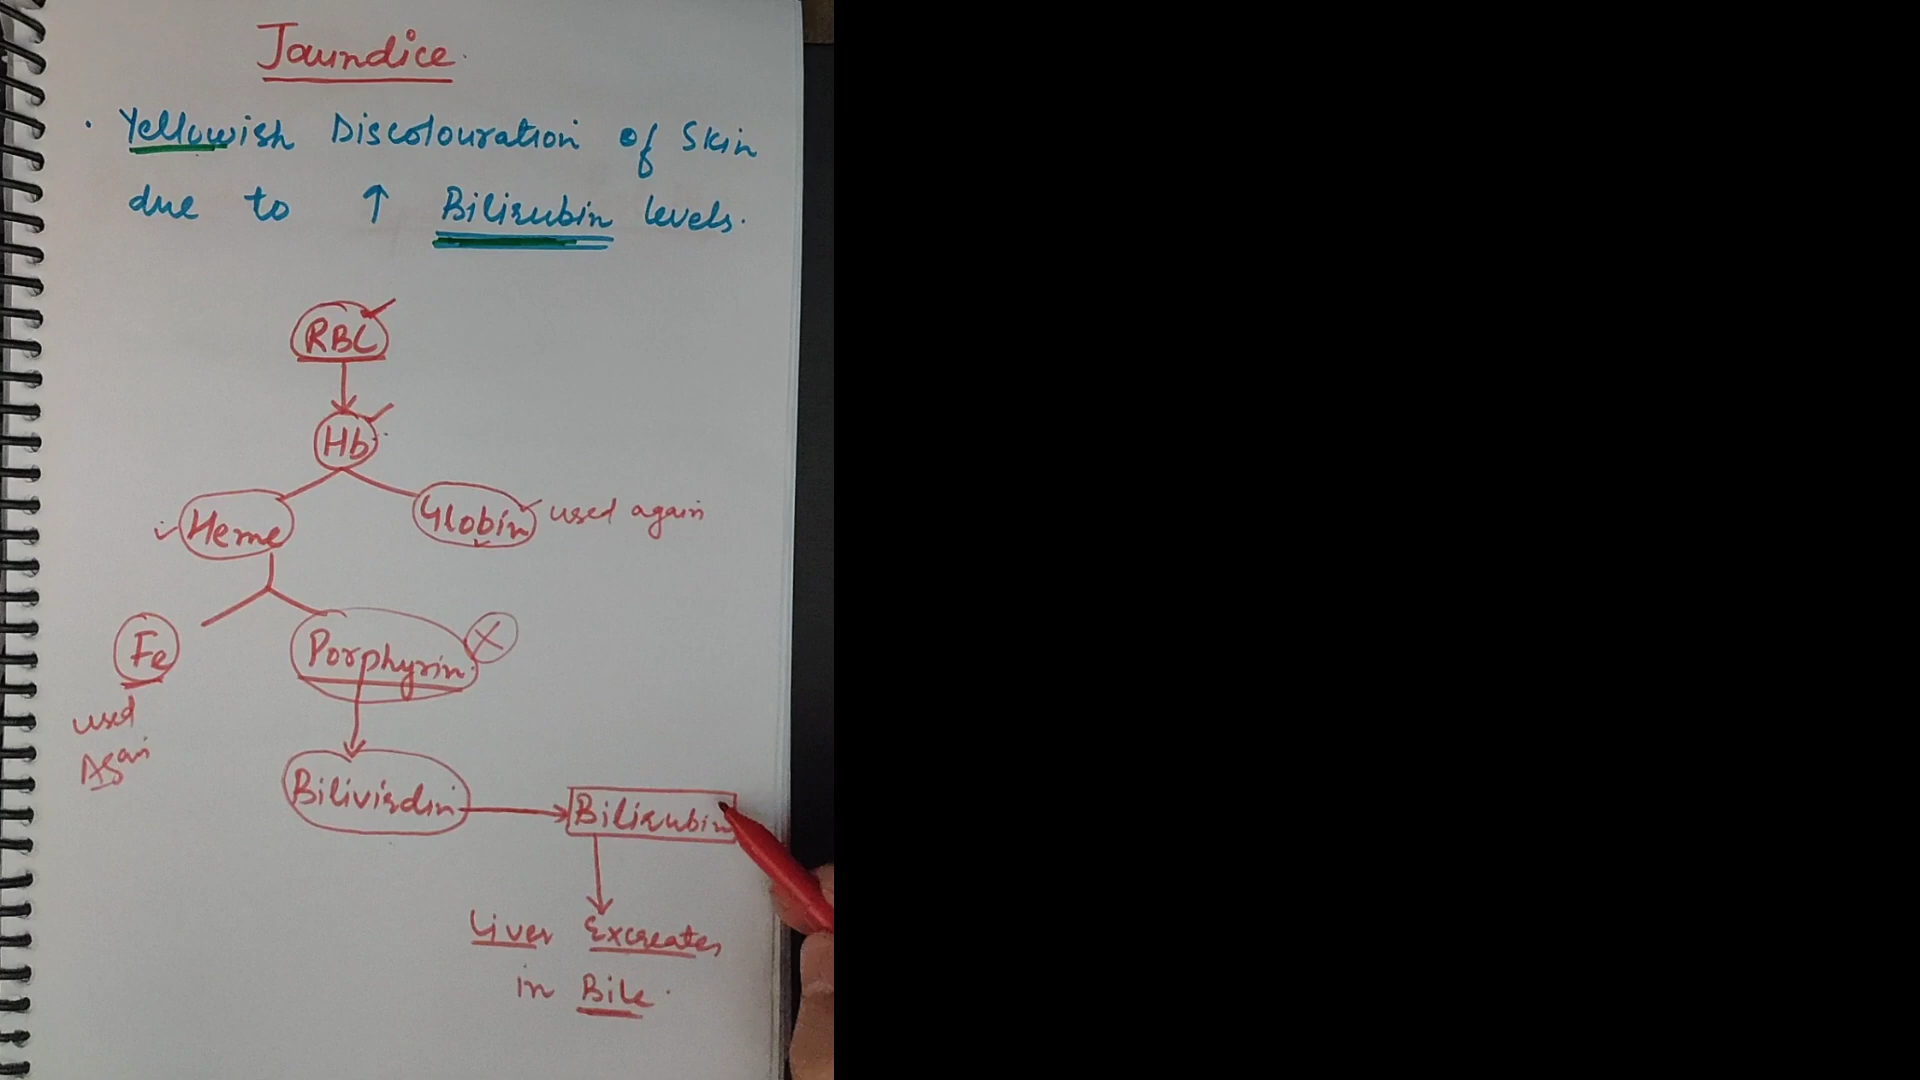 Jaundice.
· Yellowish Discolouration of Skin
due to ↑ Bilirubin levels.
RBC
Hb
Heme
Globin used again
Fe
Porphyrin X
used
Again
Bilivirdin
Bilirubin
Liver Excreates
in Bile.